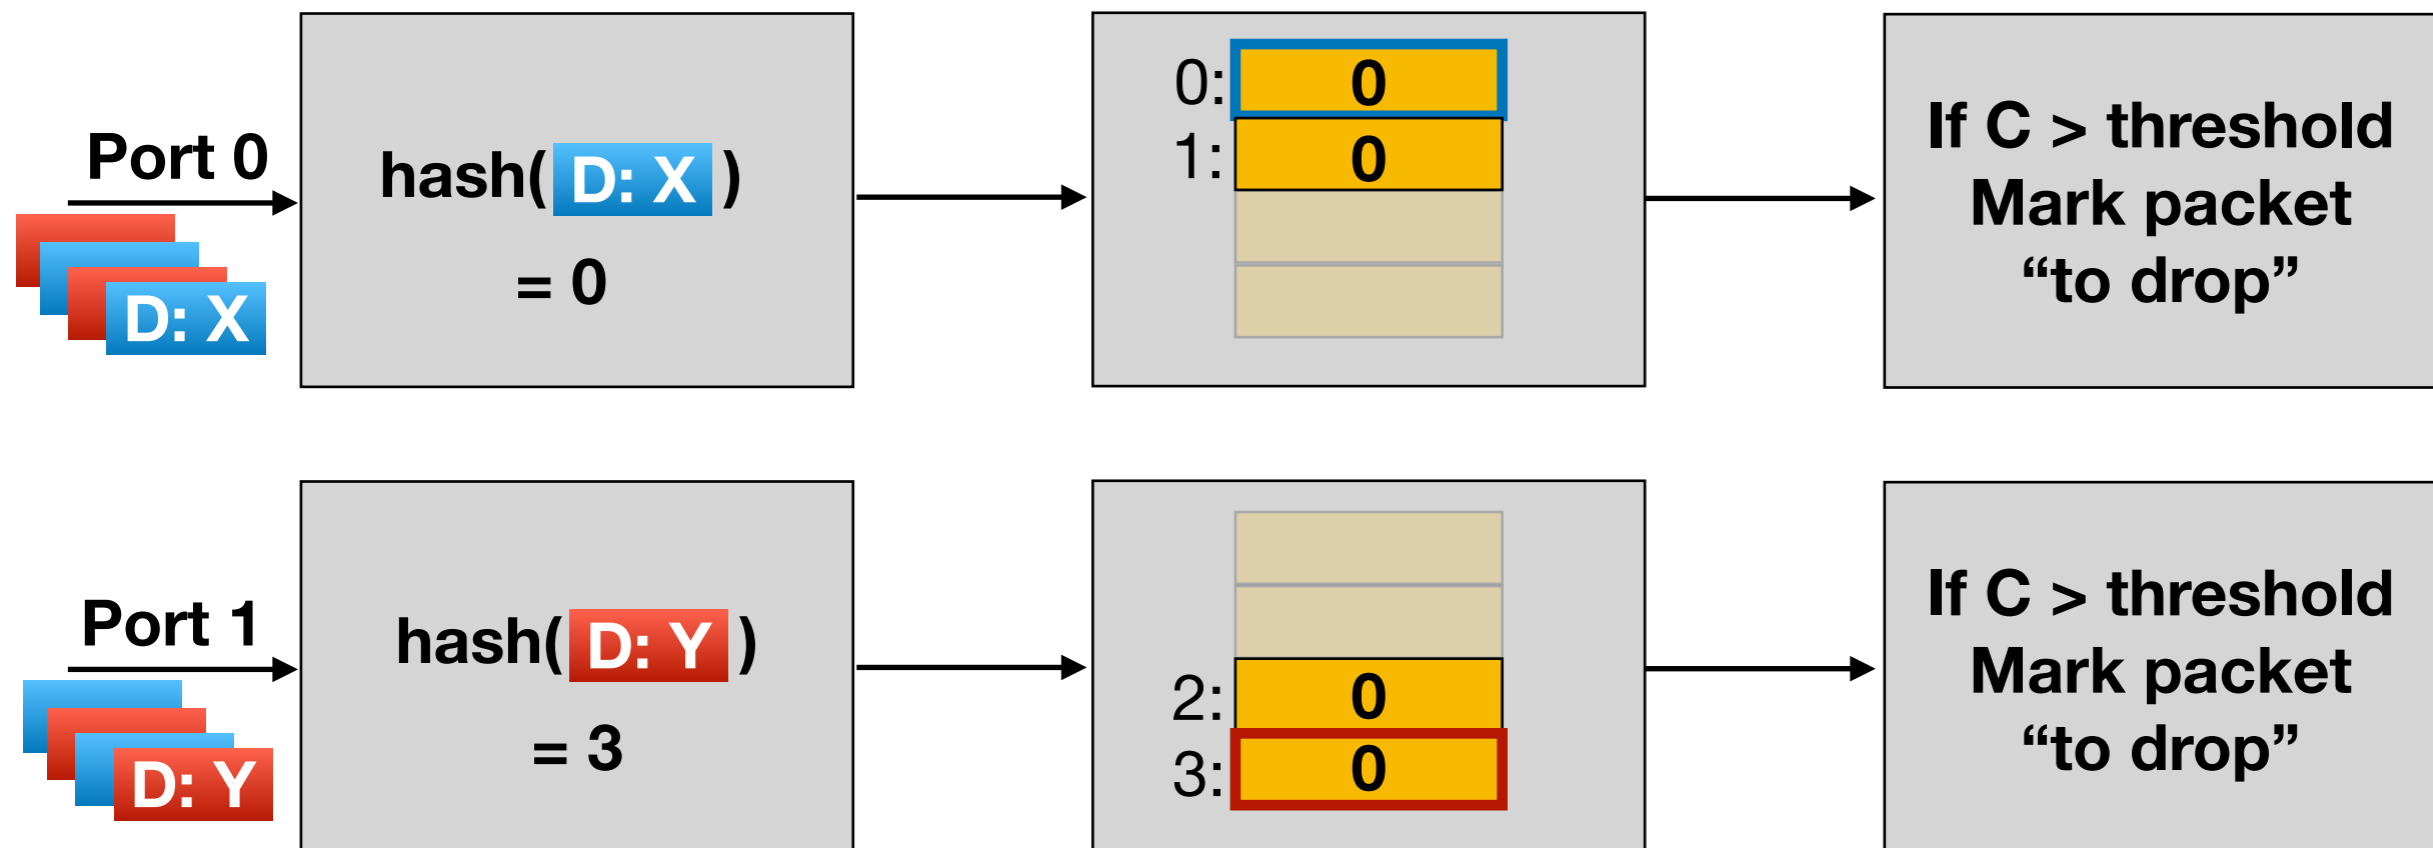 Port 0
D: X
hash( D: X )
= 0
0: 0
1: 0
If C > threshold
Mark packet
“to drop”
Port 1
D: Y
hash( D: Y )
= 3
2: 0
3: 0
If C > threshold
Mark packet
“to drop”